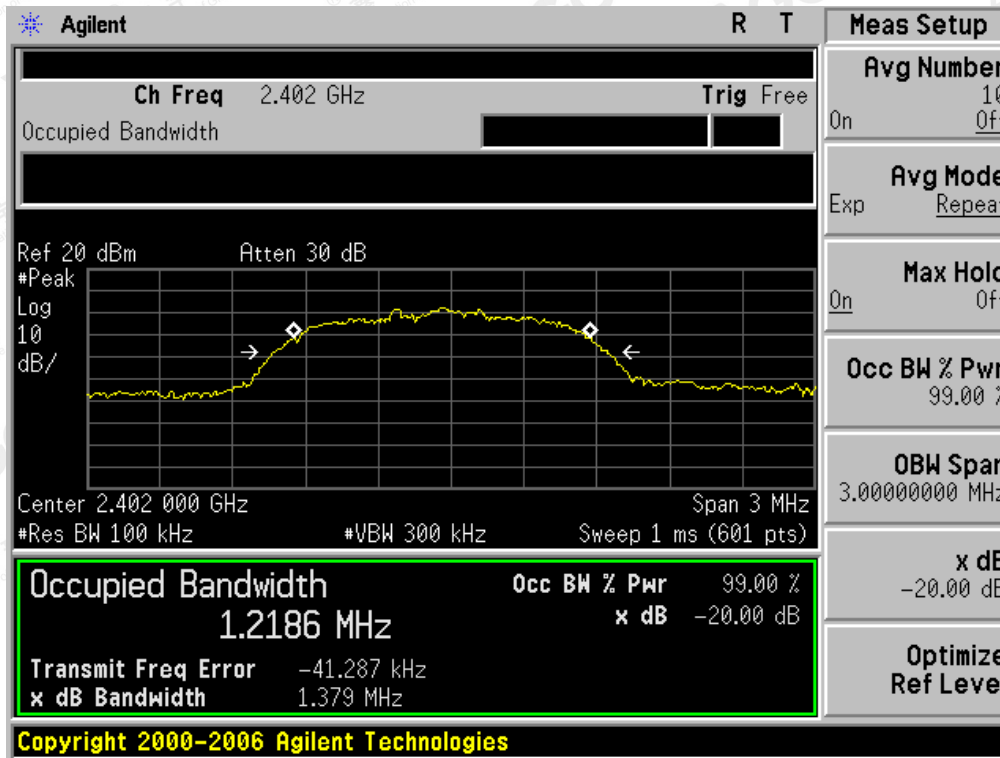 Agilent R T
Meas Setup
Ch Freq 2.402 GHz Trig Free
Occupied Bandwidth
Avg Number
10
On Off
Avg Mode
Exp Repeat
Ref 20 dBm Atten 30 dB
#Peak
Log
10
dB/
Max Hold
On Off
Occ BW % Pwr
99.00 %
OBW Span
3.00000000 MHz
Center 2.402 000 GHz Span 3 MHz
#Res BW 100 kHz #VBW 300 kHz Sweep 1 ms (601 pts)
x dB
-20.00 dB
Occupied Bandwidth Occ BW % Pwr 99.00 %
1.2186 MHz x dB -20.00 dB
Transmit Freq Error -41.287 kHz
x dB Bandwidth 1.379 MHz
Optimize
Ref Level
Copyright 2000-2006 Agilent Technologies